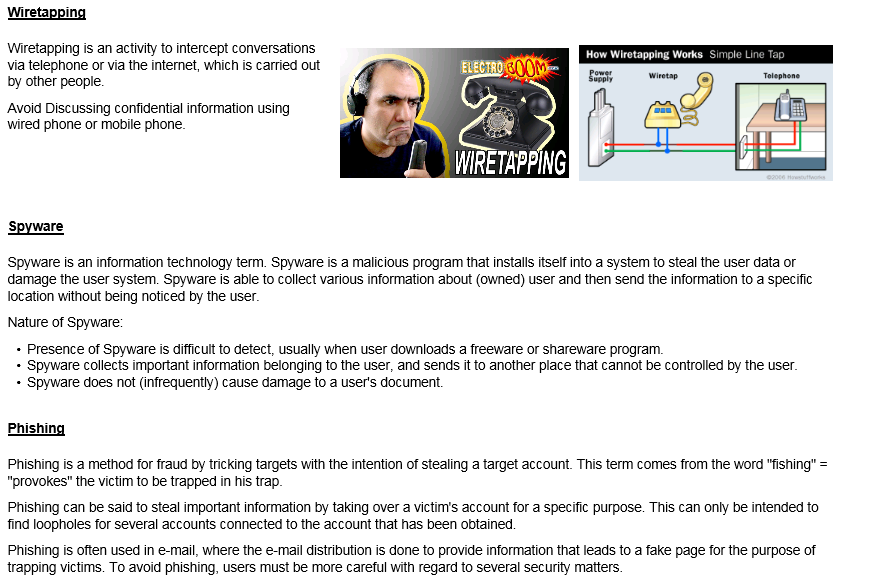 Wiretapping
Wiretapping is an activity to intercept conversations
via telephone or via the internet, which is carried out
by other people.
Avoid Discussing confidential information using
wired phone or mobile phone.
ELECTROBOOM
WIRETAPPING
How Wiretapping Works Simple Line Tap
Power
Supply
Wiretap
Telephone
©2006 HowStuffWorks
Spyware
Spyware is an information technology term. Spyware is a malicious program that installs itself into a system to steal the user data or
damage the user system. Spyware is able to collect various information about (owned) user and then send the information to a specific
location without being noticed by the user.
Nature of Spyware:
• Presence of Spyware is difficult to detect, usually when user downloads a freeware or shareware program.
• Spyware collects important information belonging to the user, and sends it to another place that cannot be controlled by the user.
• Spyware does not (infrequently) cause damage to a user's document.
Phishing
Phishing is a method for fraud by tricking targets with the intention of stealing a target account. This term comes from the word "fishing" =
"provokes" the victim to be trapped in his trap.
Phishing can be said to steal important information by taking over a victim's account for a specific purpose. This can only be intended to
find loopholes for several accounts connected to the account that has been obtained.
Phishing is often used in e-mail, where the e-mail distribution is done to provide information that leads to a fake page for the purpose of
trapping victims. To avoid phishing, users must be more careful with regard to several security matters.